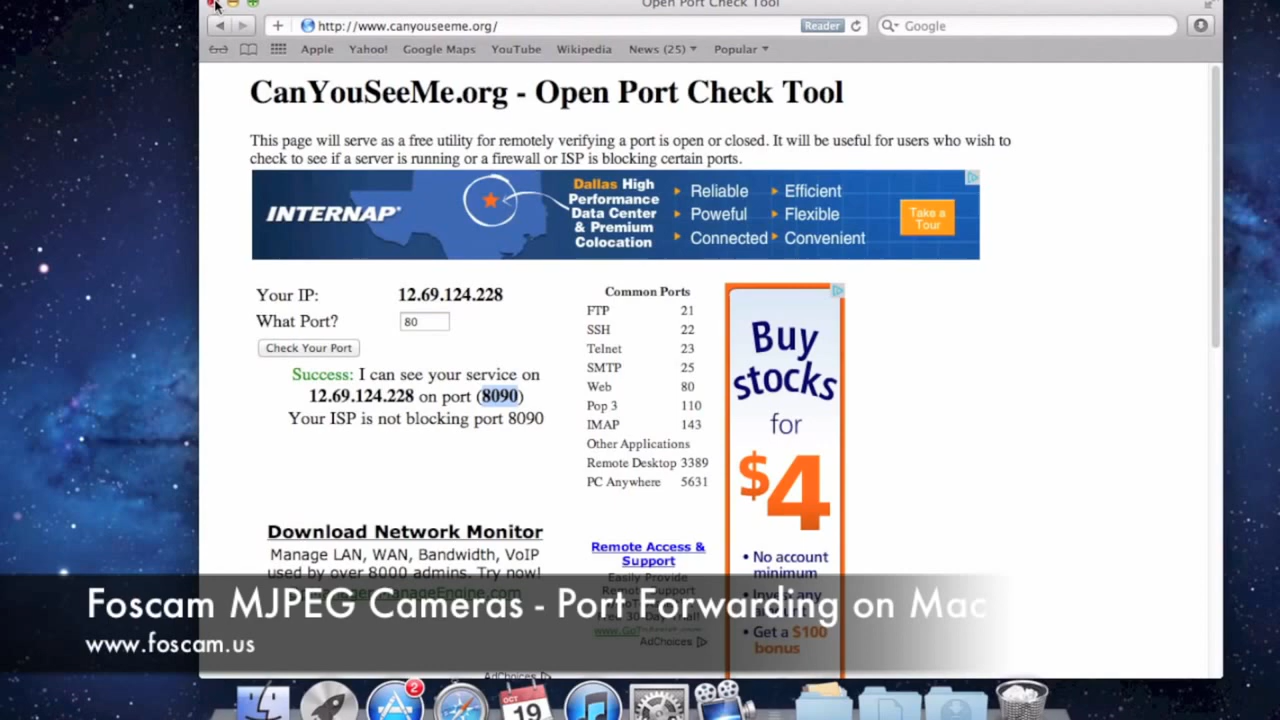 Open Port Check Tool
http://www.canyouseeme.org/
Reader
Google
Apple
Yahoo!
Google Maps
YouTube
Wikipedia
News (25)
Popular
CanYouSeeMe.org - Open Port Check Tool
This page will serve as a free utility for remotely verifying a port is open or closed. It will be useful for users who wish to
check to see if a server is running or a firewall or ISP is blocking certain ports.
INTERNAP
Dallas High
Performance
Data Center
& Premium
Colocation
Reliable
Poweful
Connected
Efficient
Flexible
Convenient
Take a
Tour
Your IP: 12.69.124.228
What Port? 80
Check Your Port
Success: I can see your service on
12.69.124.228 on port (8090)
Your ISP is not blocking port 8090
Common Ports
FTP 21
SSH 22
Telnet 23
SMTP 25
Web 80
Pop 3 110
IMAP 143
Other Applications
Remote Desktop 3389
PC Anywhere 5631
Buy
stocks
for
$4
• No account
minimum
• Get a $100
bonus
Download Network Monitor
Manage LAN, WAN, Bandwidth, VoIP
used by over 8000 admins. Try now!
Remote Access &
Support
Easily Provide
AdChoices
AdChoices
Foscam MJPEG Cameras - Port Forwarding on Mac
www.foscam.us
2
OCT
19